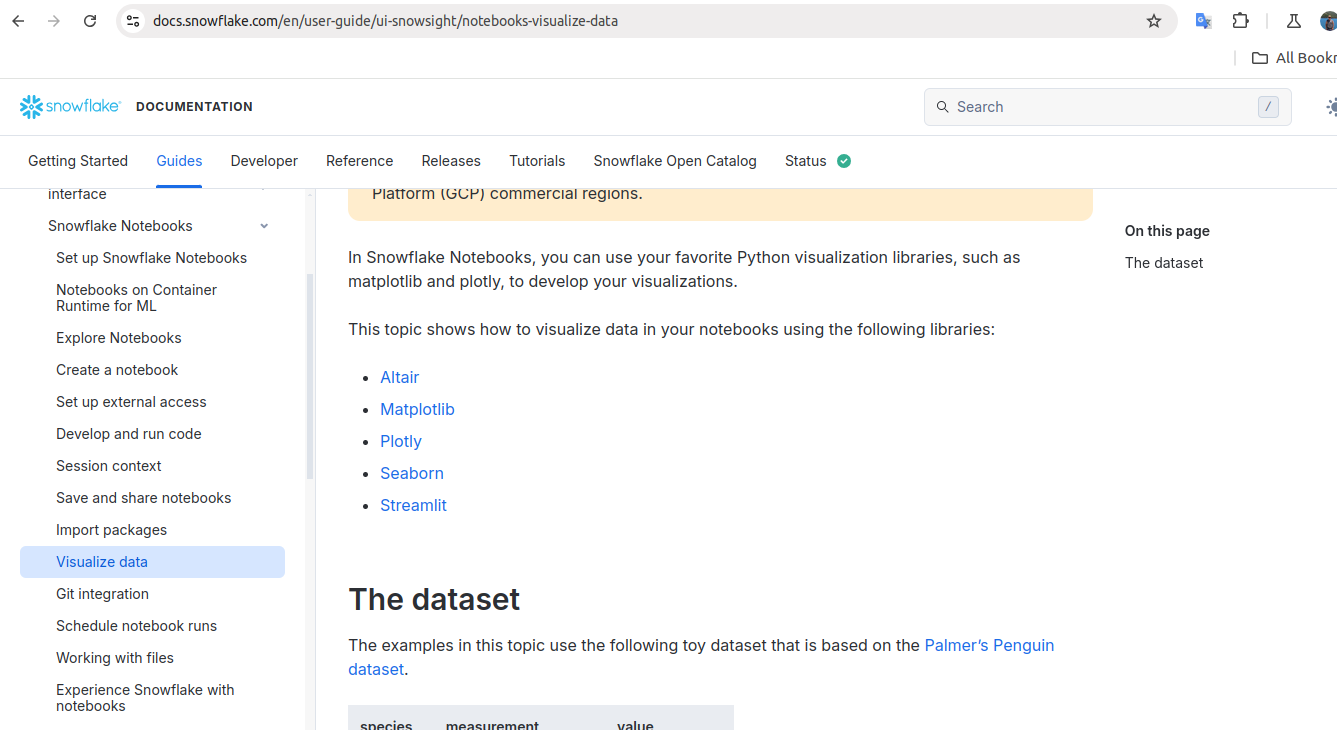 docs.snowflake.com/en/user-guide/ui-snowsight/notebooks-visualize-data
All Bookr
snowflake DOCUMENTATION
Search
/
Getting Started Guides Developer Reference Releases Tutorials Snowflake Open Catalog Status
interface
Snowflake Notebooks
Set up Snowflake Notebooks
Notebooks on Container
Runtime for ML
Explore Notebooks
Create a notebook
Set up external access
Develop and run code
Session context
Save and share notebooks
Import packages
Visualize data
Git integration
Schedule notebook runs
Working with files
Experience Snowflake with
notebooks
Platform (GCP) commercial regions.
In Snowflake Notebooks, you can use your favorite Python visualization libraries, such as
matplotlib and plotly, to develop your visualizations.
This topic shows how to visualize data in your notebooks using the following libraries:
• Altair
• Matplotlib
• Plotly
• Seaborn
• Streamlit
The dataset
The examples in this topic use the following toy dataset that is based on the Palmer’s Penguin
dataset.
species measurement value
On this page
The dataset